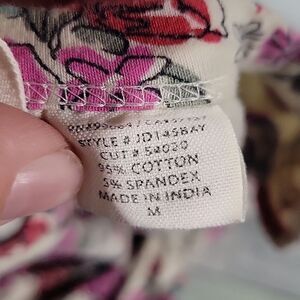 STYLE # JD145BAY
CUT # 54020
95% COTTON
5% SPANDEX
MADE IN INDIA
M